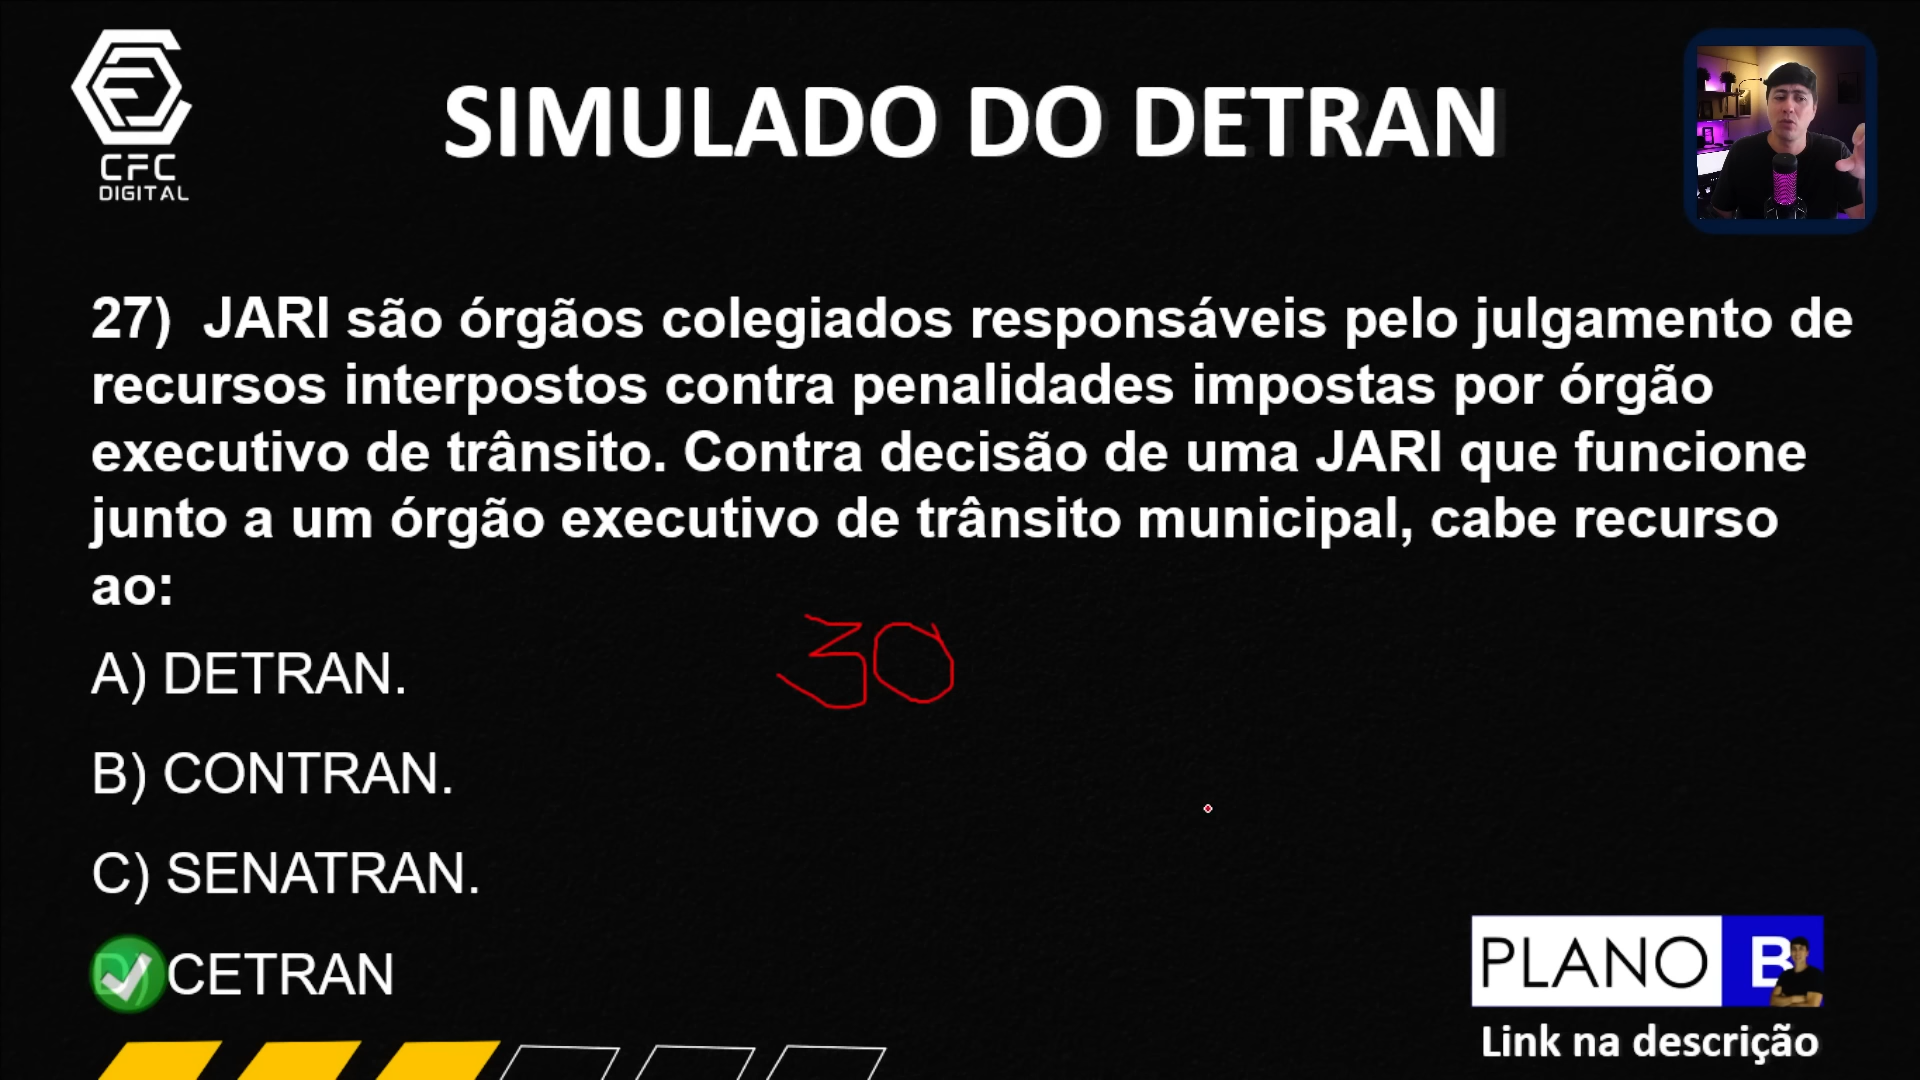 CFC
DIGITAL
SIMULADO DO DETRAN
27) JARI são órgãos colegiados responsáveis pelo julgamento de
recursos interpostos contra penalidades impostas por órgão
executivo de trânsito. Contra decisão de uma JARI que funcione
junto a um órgão executivo de trânsito municipal, cabe recurso
ao:
30
A) DETRAN.
B) CONTRAN.
C) SENATRAN.
D) CETRAN
PLANO B
Link na descrição